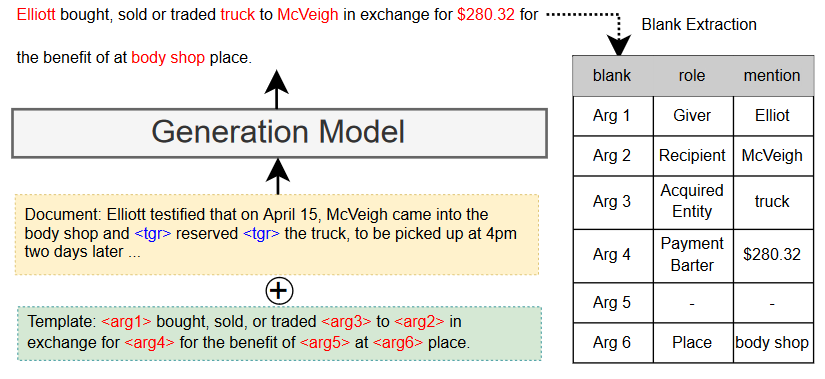 Elliott bought, sold or traded truck to McVeigh in exchange for $280.32 for
the benefit of at body shop place.
Blank Extraction
Generation Model
Document: Elliott testified that on April 15, McVeigh came into the
body shop and <tgr> reserved <tgr> the truck, to be picked up at 4pm
two days later ...
Template: <arg1> bought, sold, or traded <arg3> to <arg2> in
exchange for <arg4> for the benefit of <arg5> at <arg6> place.
blank role mention
Arg 1 Giver Elliot
Arg 2 Recipient McVeigh
Arg 3 Acquired Entity truck
Arg 4 Payment Barter $280.32
Arg 5 - -
Arg 6 Place body shop